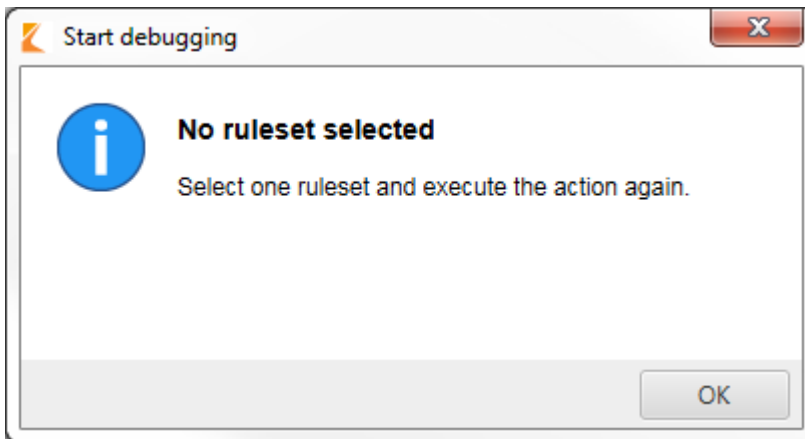 Start debugging
No ruleset selected
Select one ruleset and execute the action again.
OK